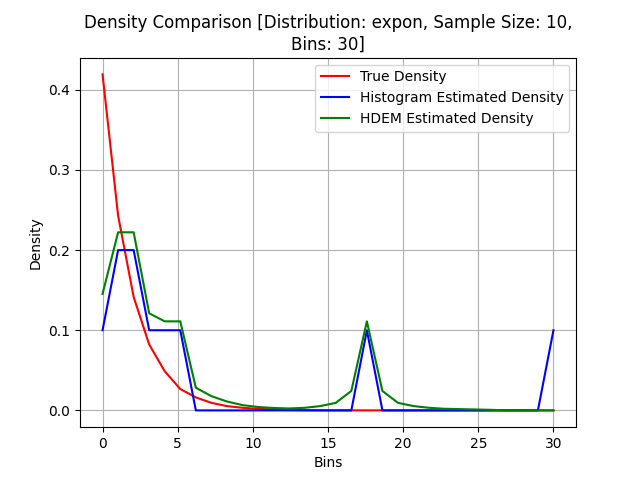 Density Comparison [Distribution: expon, Sample Size: 10,
Bins: 30]
True Density
Histogram Estimated Density
HDEM Estimated Density
Density
0.4
0.3
0.2
0.1
0.0
0 5 10 15 20 25 30
Bins